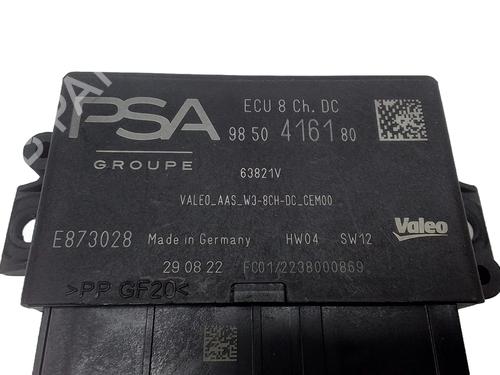 PSA
GROUPE
ECU 8 Ch. DC
98 50 4161 80
63821V
VALEO_AAS_W3-8CH-DC_CEM00
E873028 Made in Germany HW04 SW12 Valeo
29 08 22 FC01/2238000869
>PP GF20<